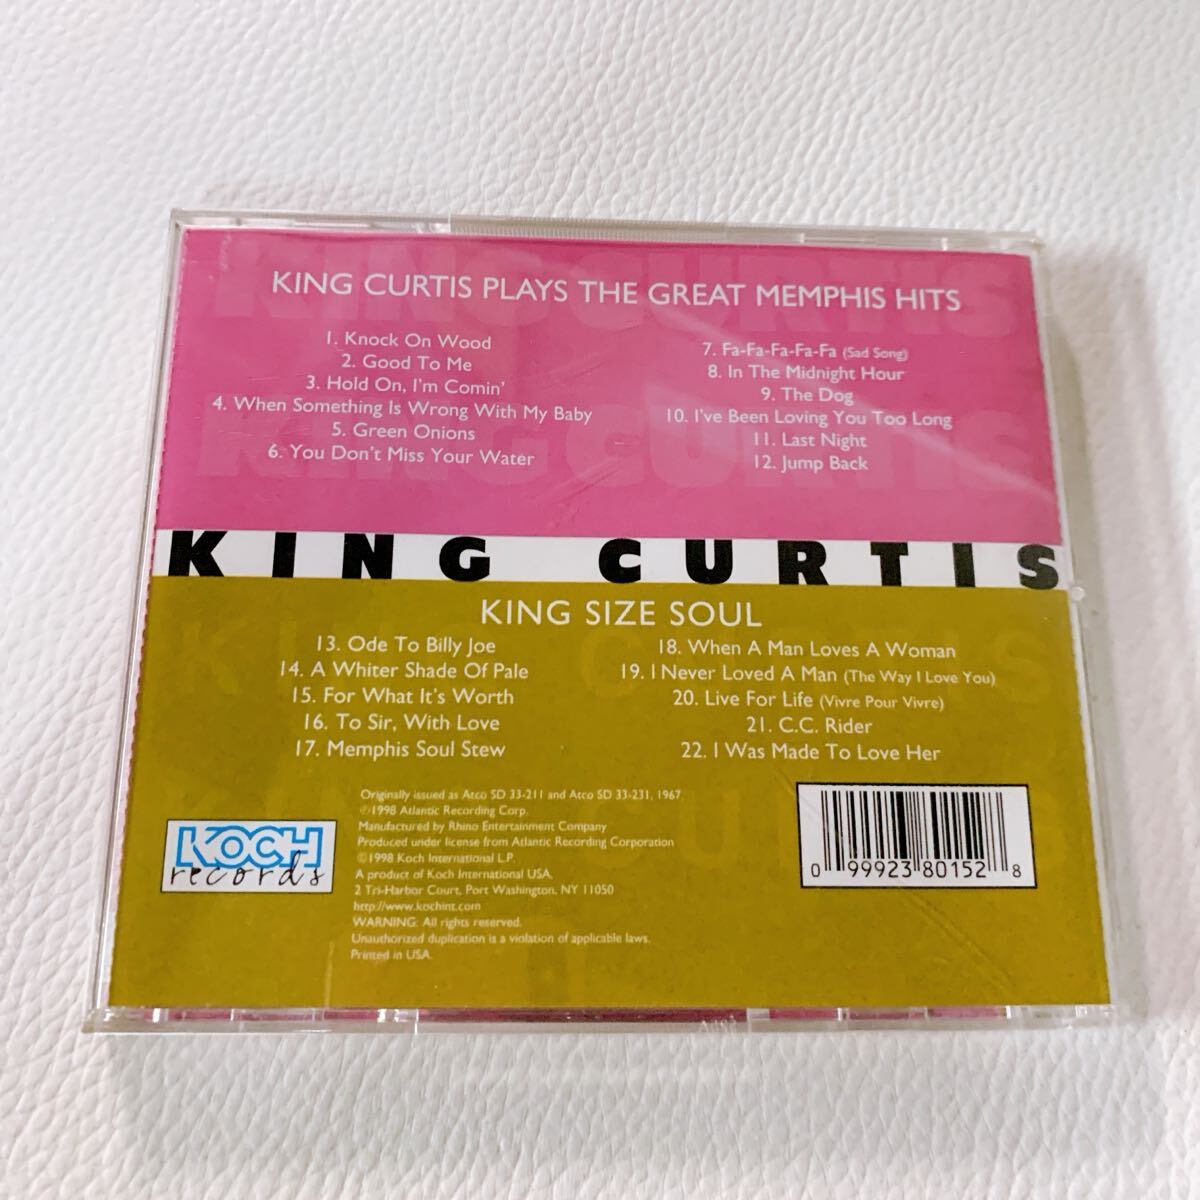 KING CURTIS PLAYS THE GREAT MEMPHIS HITS
1. Knock On Wood
2. Good To Me
3. Hold On, I'm Comin'
4. When Something Is Wrong With My Baby
5. Green Onions
6. You Don't Miss Your Water
7. Fa-Fa-Fa-Fa-Fa (Sad Song)
8. In The Midnight Hour
9. The Dog
10. I've Been Loving You Too Long
11. Last Night
12. Jump Back
KING CURTIS
KING SIZE SOUL
13. Ode To Billy Joe
14. A Whiter Shade Of Pale
15. For What It's Worth
16. To Sir, With Love
17. Memphis Soul Stew
18. When A Man Loves A Woman
19. I Never Loved A Man (The Way I Love You)
20. Live For Life (Vivre Pour Vivre)
21. C.C. Rider
22. I Was Made To Love Her
KOCH
records
Originally issued as Atco SD 33-211 and Atco SD 33-231, 1967.
℗1998 Atlantic Recording Corp.
Manufactured by Rhino Entertainment Company
Produced under license from Atlantic Recording Corporation
©1998 Koch International L.P.
A product of Koch International USA.
2 Tri-Harbor Court, Port Washington, NY 11050
http://www.kochint.com
WARNING: All rights reserved.
Unauthorized duplication is a violation of applicable laws.
Printed in USA.
0 99923 80152 8